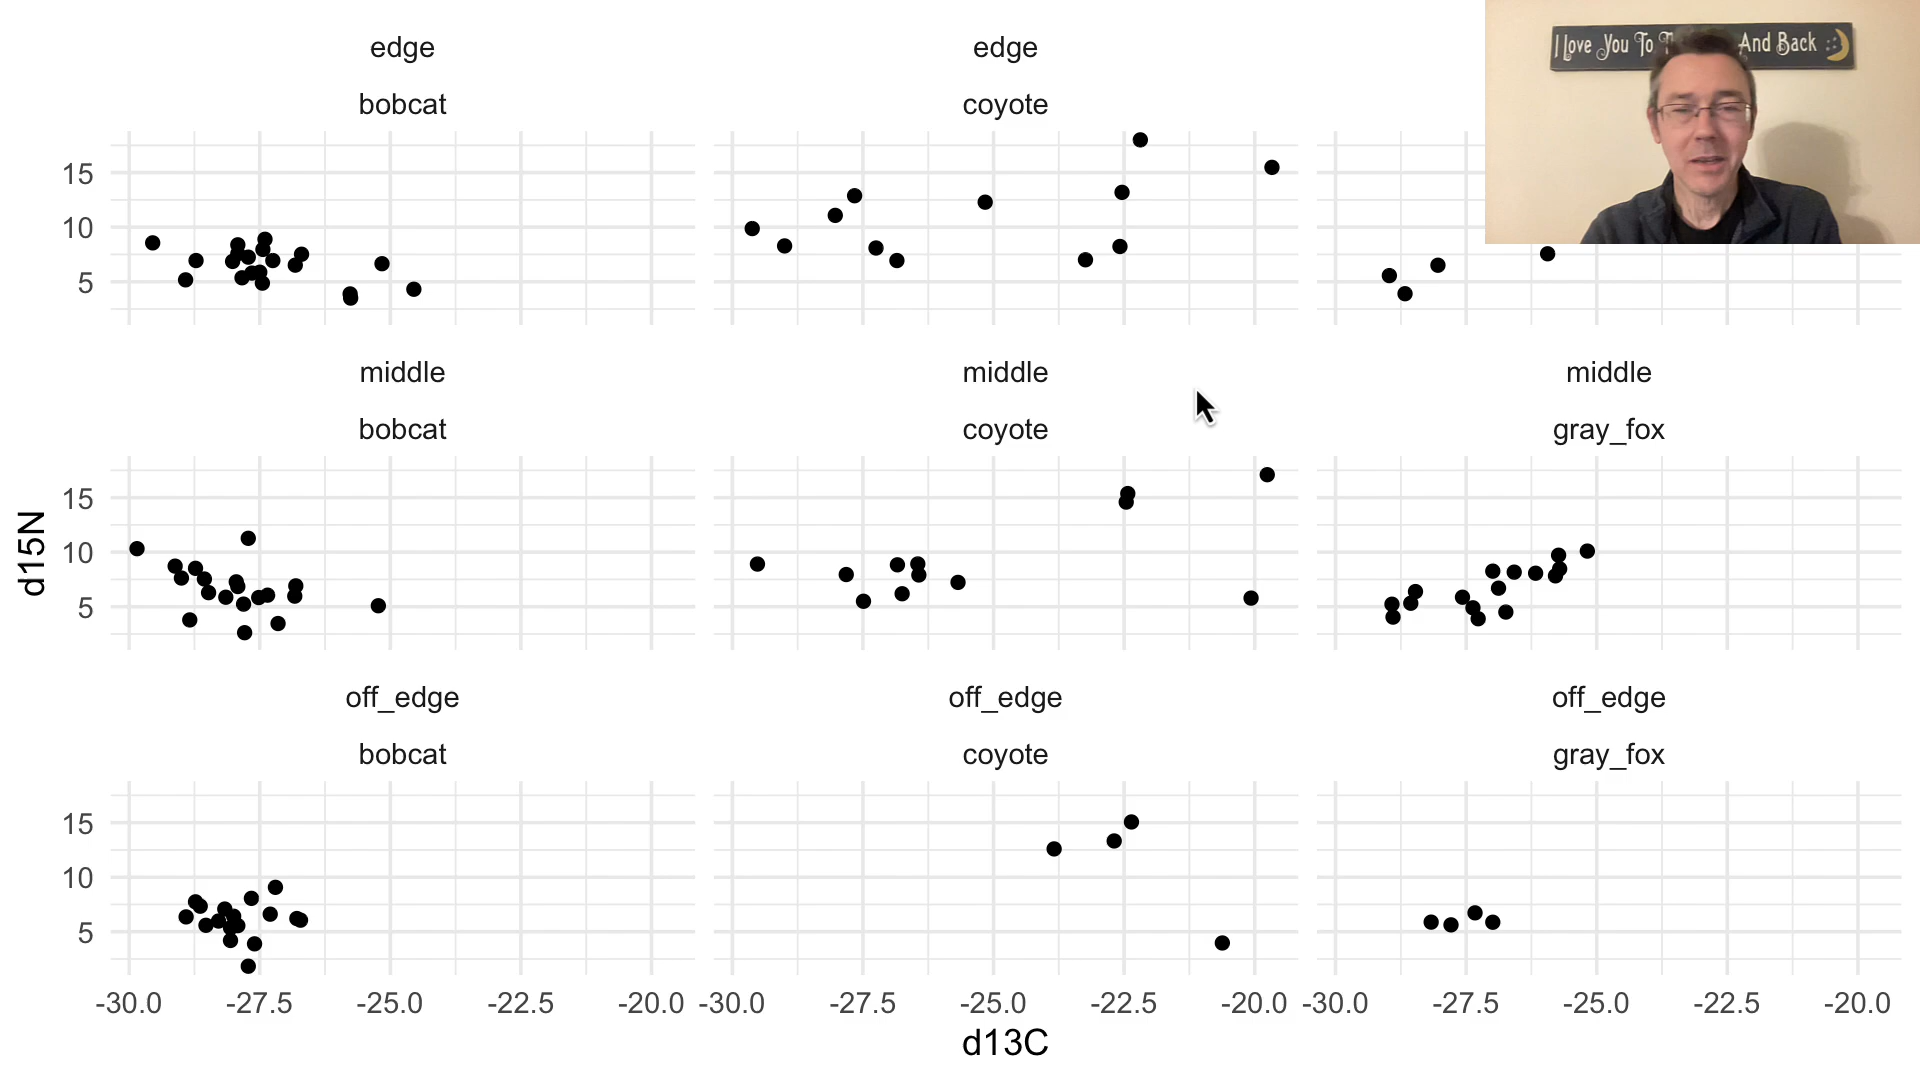 edge
edge
bobcat
coyote
I Love You To And Back
15
10
5
middle
middle
middle
bobcat
coyote
gray_fox
15
10
5
off_edge
off_edge
off_edge
bobcat
coyote
gray_fox
15
10
5
-30.0 -27.5 -25.0 -22.5 -20.0 -30.0 -27.5 -25.0 -22.5 -20.0 -30.0 -27.5 -25.0 -22.5 -20.0
d13C
d15N